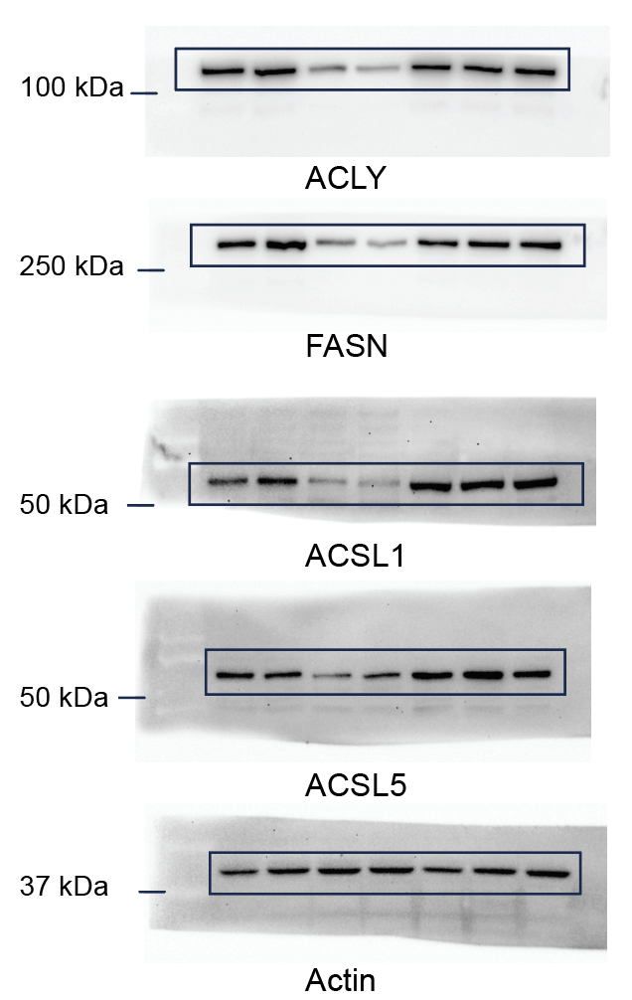 100 kDa
ACLY
250 kDa
FASN
50 kDa
ACSL1
50 kDa
ACSL5
37 kDa
Actin